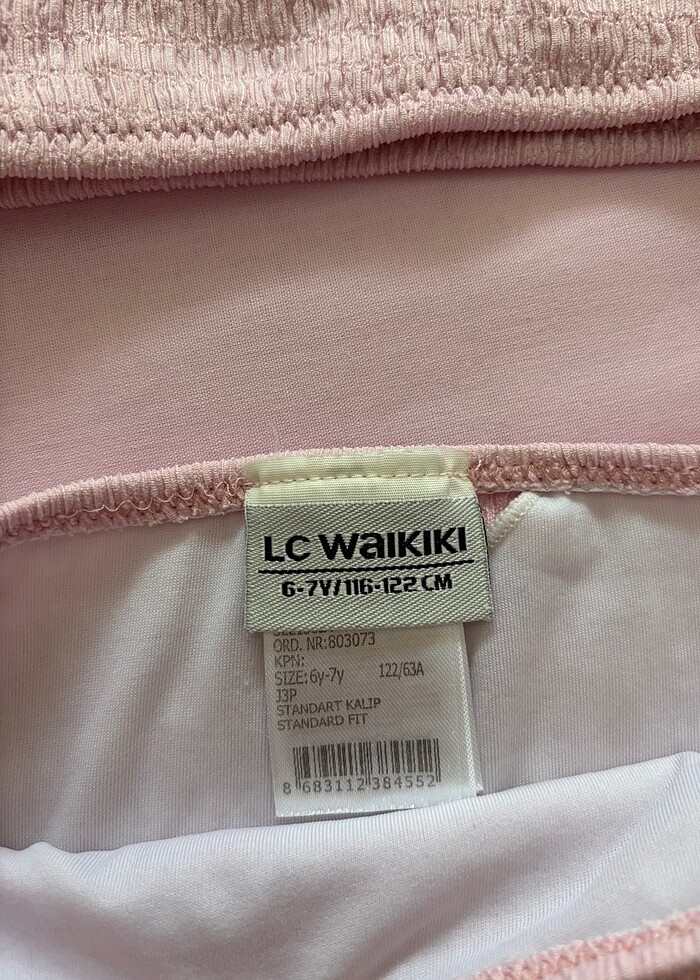 LC WAIKIKI
6-7Y/116-122 CM
ORD. NR:803073
KPN:
SIZE:6y-7y 122/63A
J3P
STANDART KALIP
STANDARD FIT
8 683112 384552